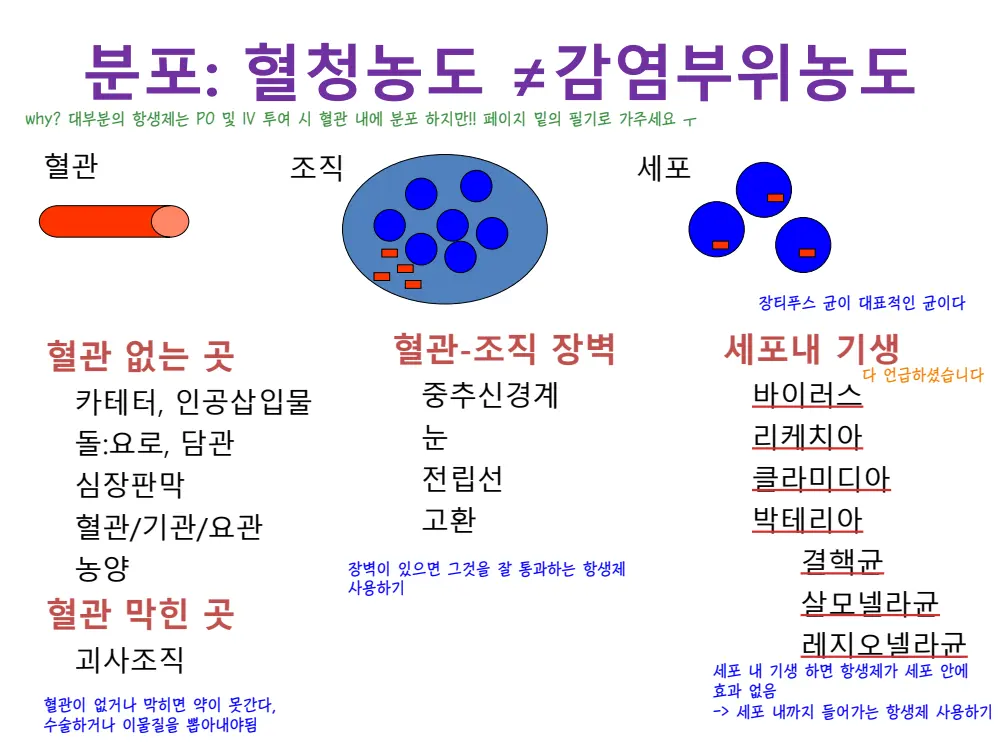 분포: 혈청농도 ≠감염부위농도
why? 대부분의 항생제는 PO 및 IV 투여 시 혈관 내에 분포 하지만!! 페이지 밑의 필기로 가주세요 ㅜ
혈관
조직
세포
장티푸스 균이 대표적인 균이다
혈관 없는 곳
카테터, 인공삽입물
돌:요로, 담관
심장판막
혈관/기관/요관
농양
혈관 막힌 곳
괴사조직
혈관이 없거나 막히면 약이 못간다,
수술하거나 이물질을 뽑아내야됨
혈관-조직 장벽
중추신경계
눈
전립선
고환
장벽이 있으면 그것을 잘 통과하는 항생제
사용하기
세포내 기생
다 언급하셨습니다
바이러스
리케치아
클라미디아
박테리아
결핵균
살모넬라균
레지오넬라균
세포 내 기생 하면 항생제가 세포 안에
효과 없음
-> 세포 내까지 들어가는 항생제 사용하기